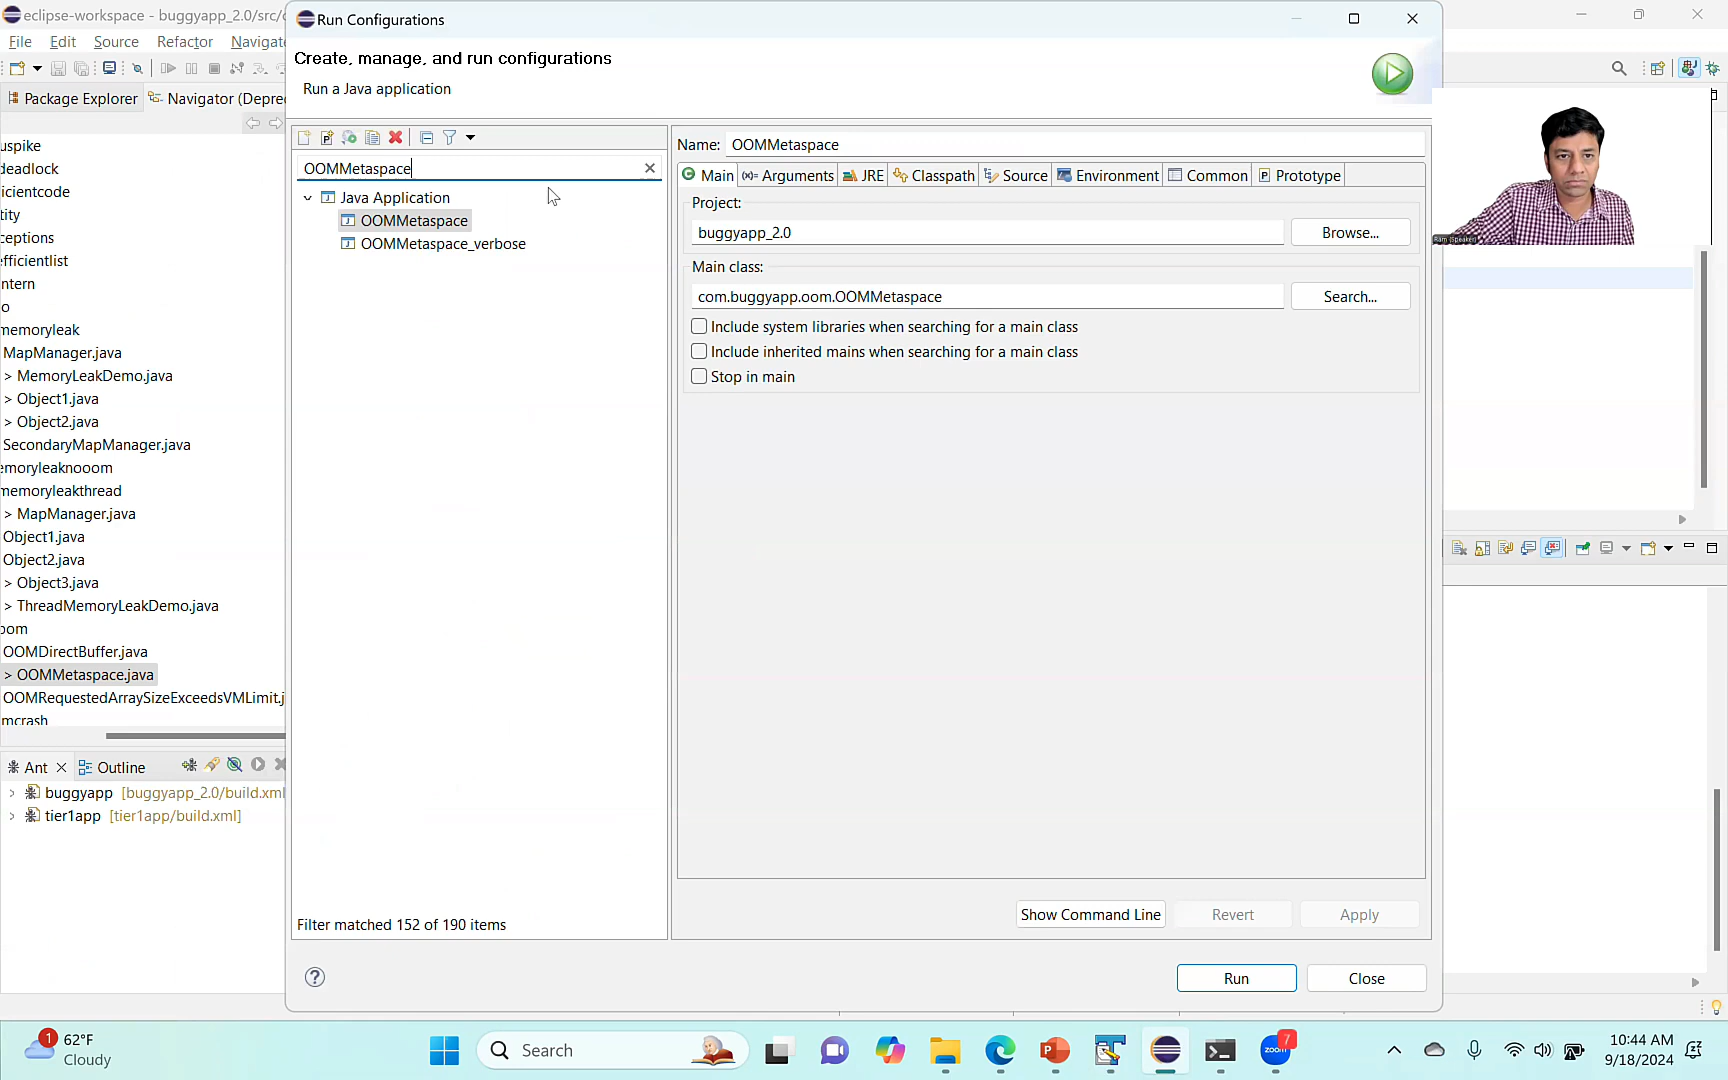 eclipse-workspace - buggyapp_2.0/src/c
File Edit Source Refactor Navigate
Package Explorer
Navigator (Depre
uspike
deadlock
icientcode
tity
ceptions
efficientlist
ntern
o
memoryleak
MapManager.java
> MemoryLeakDemo.java
> Object1.java
> Object2.java
SecondaryMapManager.java
emoryleaknooom
memoryleakthread
> MapManager.java
Object1.java
Object2.java
> Object3.java
> ThreadMemoryLeakDemo.java
oom
OOMDirectBuffer.java
> OOMMetaspace.java
OOMRequestedArraySizeExceedsVMLimit.j
mcrash
Ant
Outline
buggyapp [buggyapp_2.0/build.xml
tier1app [tier1app/build.xml]
Run Configurations
Create, manage, and run configurations
Run a Java application
OOMMetaspace
Java Application
OOMMetaspace
OOMMetaspace_verbose
Filter matched 152 of 190 items
Name: OOMMetaspace
Main (x)= Arguments JRE Classpath Source Environment Common Prototype
Project:
buggyapp_2.0
Browse...
Main class:
com.buggyapp.oom.OOMMetaspace
Search...
Include system libraries when searching for a main class
Include inherited mains when searching for a main class
Stop in main
Show Command Line
Revert
Apply
Run
Close
Ram (Speaker)
1
62°F
Cloudy
Search
zoom
7
10:44 AM
9/18/2024